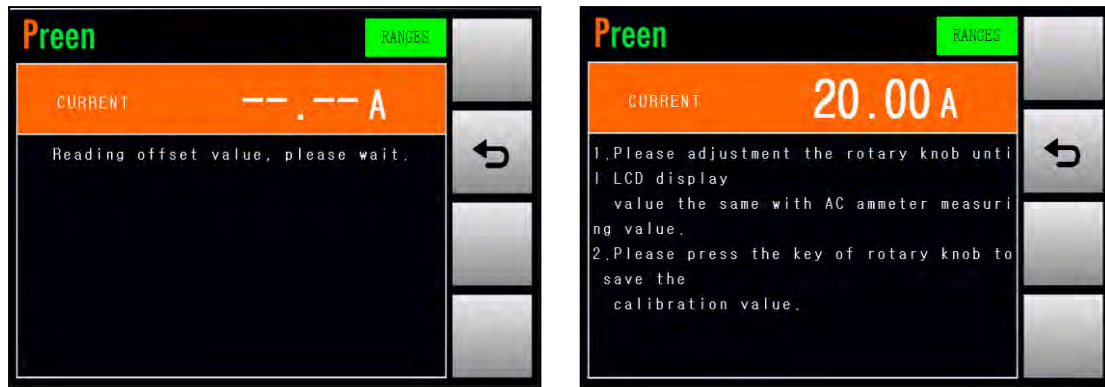 Preen
RANGES
CURRENT --.-- A
Reading offset value, please wait.
Preen
RANGES
CURRENT 20.00 A
1.Please adjustment the rotary knob unti
l LCD display
value the same with AC ammeter measuri
ng value.
2.Please press the key of rotary knob to
save the
calibration value.